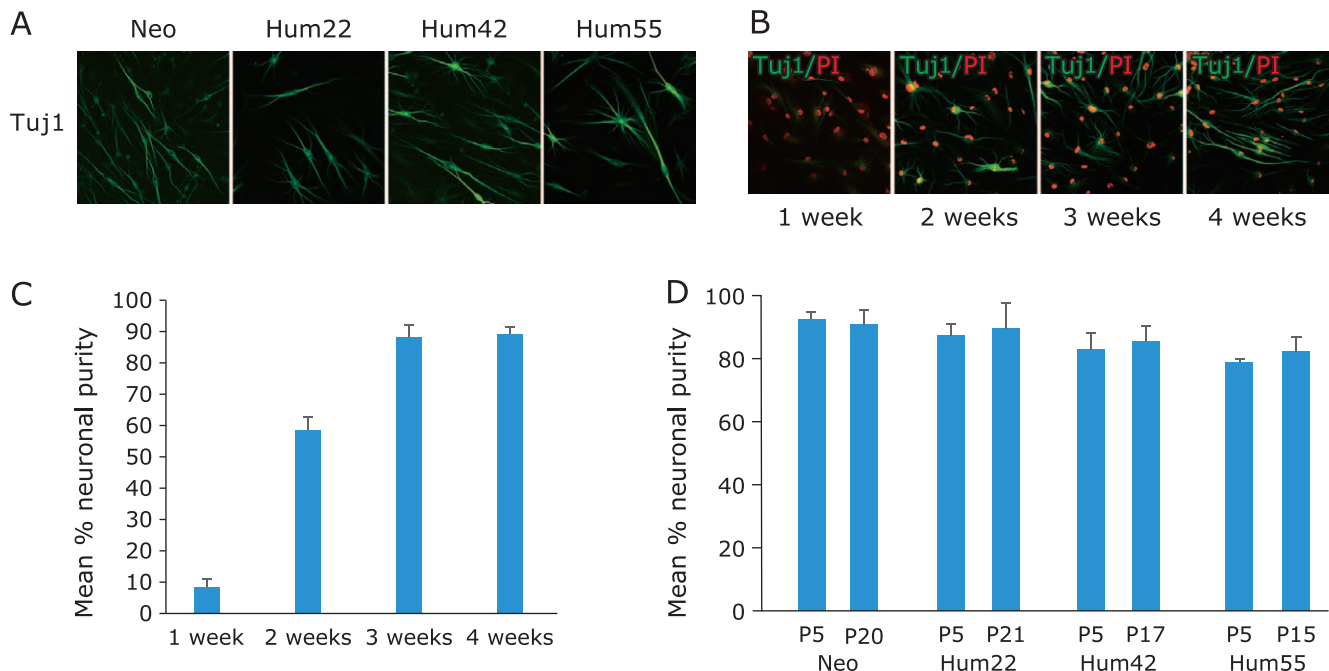 A
Neo Hum22 Hum42 Hum55
Tuj1
B
Tuj1/PI Tuj1/PI Tuj1/PI Tuj1/PI
1 week 2 weeks 3 weeks 4 weeks
C
Mean % neuronal purity
100
90
80
70
60
50
40
30
20
10
0
1 week 2 weeks 3 weeks 4 weeks
D
Mean % neuronal purity
100
80
60
40
20
0
P5 P20 P5 P21 P5 P17 P5 P15
Neo Hum22 Hum42 Hum55